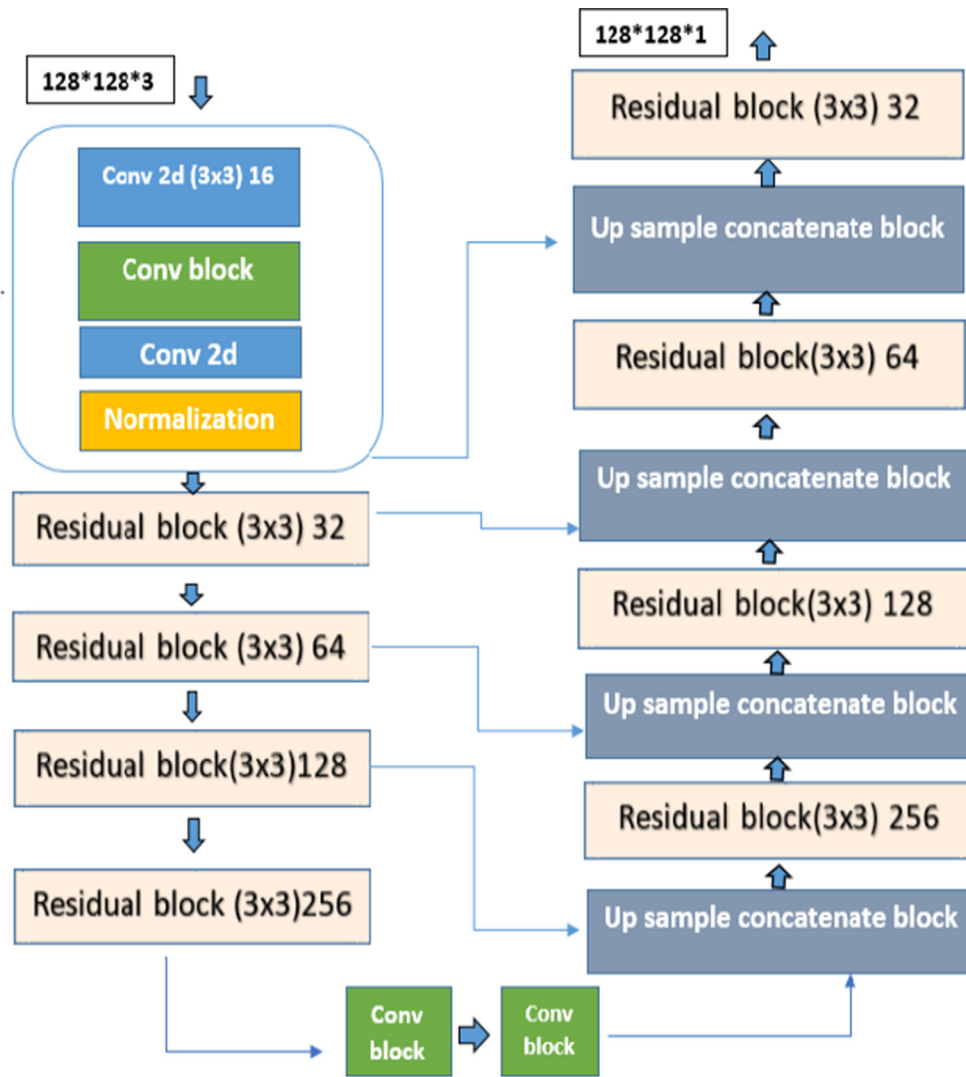 128*128*3
Conv 2d (3x3) 16
Conv block
Conv 2d
Normalization
Residual block (3x3) 32
Residual block (3x3) 64
Residual block(3x3)128
Residual block (3x3)256
Conv
block
Conv
block
128*128*1
Residual block (3x3) 32
Up sample concatenate block
Residual block(3x3) 64
Up sample concatenate block
Residual block(3x3) 128
Up sample concatenate block
Residual block(3x3) 256
Up sample concatenate block